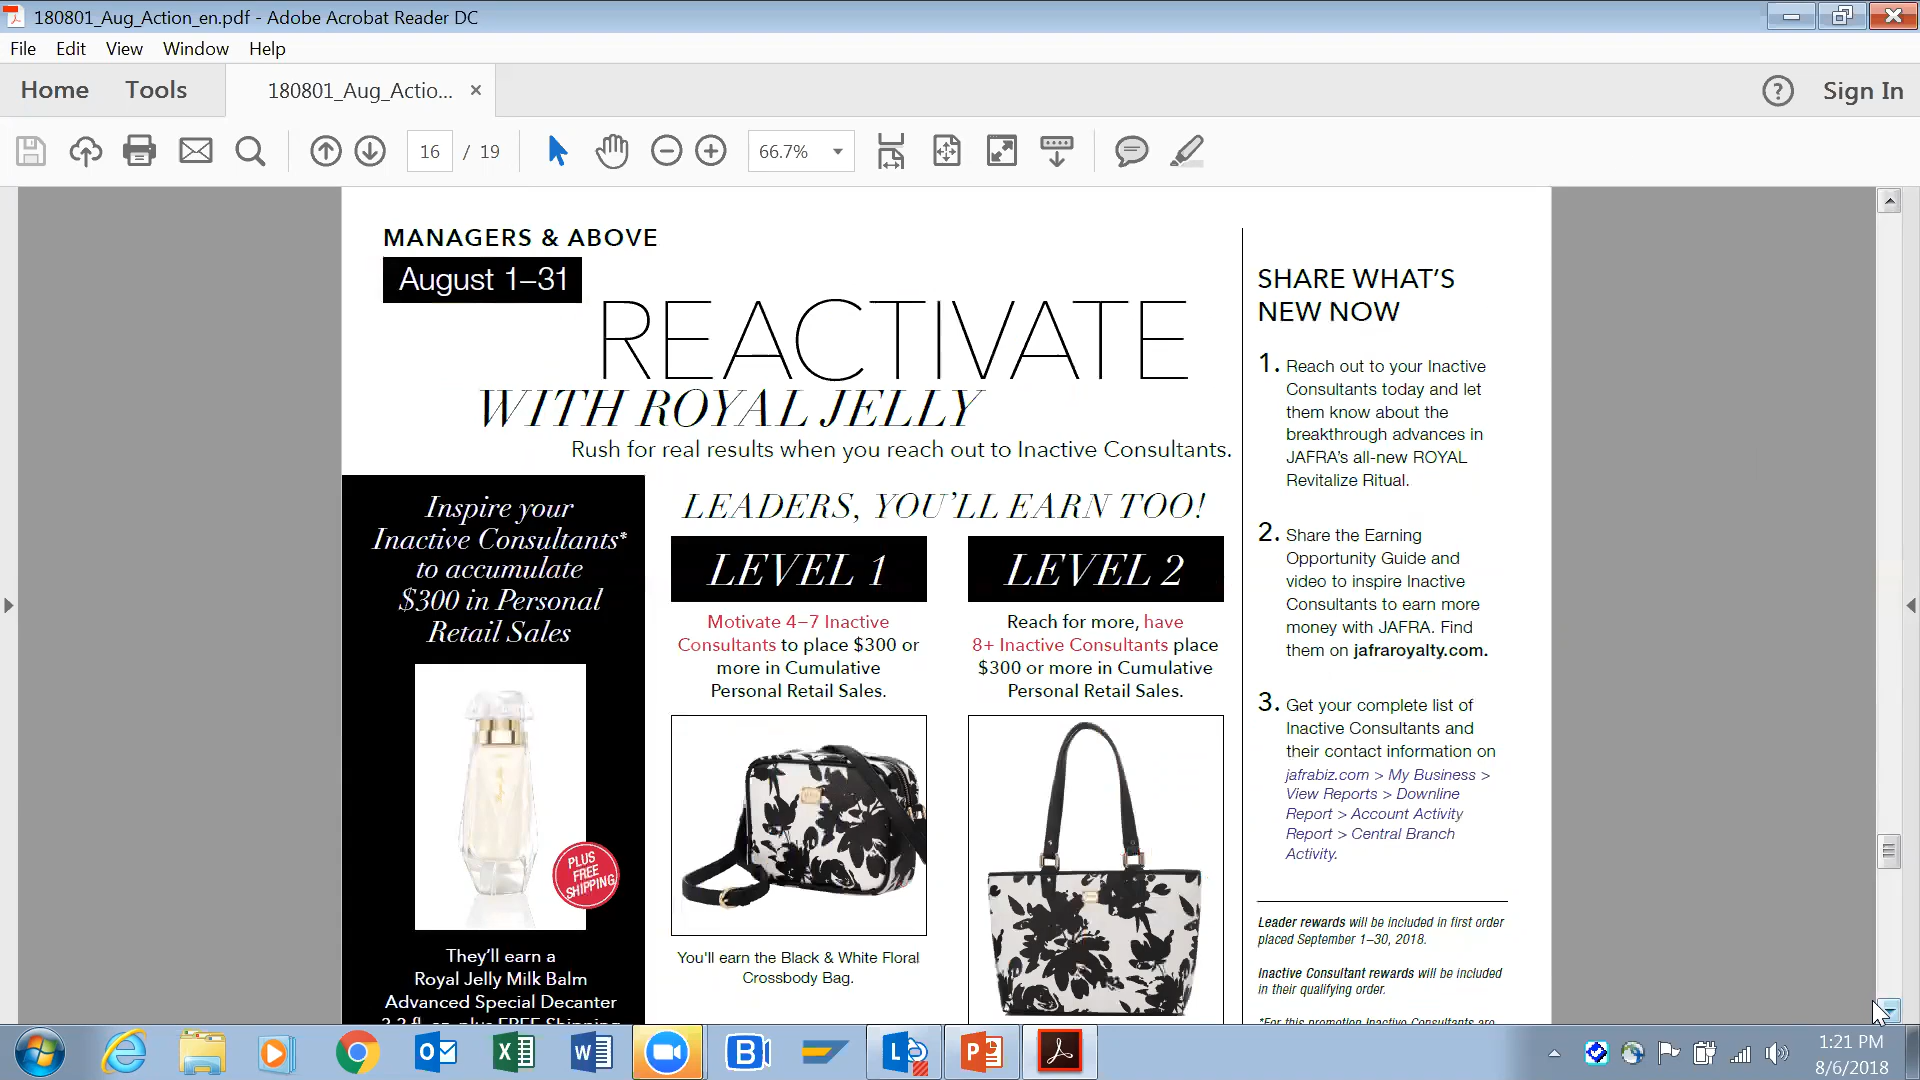 180801_Aug_Action_en.pdf - Adobe Acrobat Reader DC
File Edit View Window Help
Home Tools 180801_Aug_Actio... × ? Sign In
16 / 19 66.7%
MANAGERS & ABOVE
August 1–31
REACTIVATE
WITH ROYAL JELLY
Rush for real results when you reach out to Inactive Consultants.
Inspire your
Inactive Consultants*
to accumulate
$300 in Personal
Retail Sales
PLUS
FREE
SHIPPING
They’ll earn a
Royal Jelly Milk Balm
Advanced Special Decanter
LEADERS, YOU’LL EARN TOO!
LEVEL 1
Motivate 4–7 Inactive
Consultants to place $300 or
more in Cumulative
Personal Retail Sales.
You'll earn the Black & White Floral
Crossbody Bag.
LEVEL 2
Reach for more, have
8+ Inactive Consultants place
$300 or more in Cumulative
Personal Retail Sales.
SHARE WHAT’S
NEW NOW
1. Reach out to your Inactive
Consultants today and let
them know about the
breakthrough advances in
JAFRA’s all-new ROYAL
Revitalize Ritual.
2. Share the Earning
Opportunity Guide and
video to inspire Inactive
Consultants to earn more
money with JAFRA. Find
them on jafraroyalty.com.
3. Get your complete list of
Inactive Consultants and
their contact information on
jafrabiz.com > My Business >
View Reports > Downline
Report > Account Activity
Report > Central Branch
Activity.
Leader rewards will be included in first order
placed September 1–30, 2018.
Inactive Consultant rewards will be included
in their qualifying order.
*For this promotion Inactive Consultants are
1:21 PM
8/6/2018